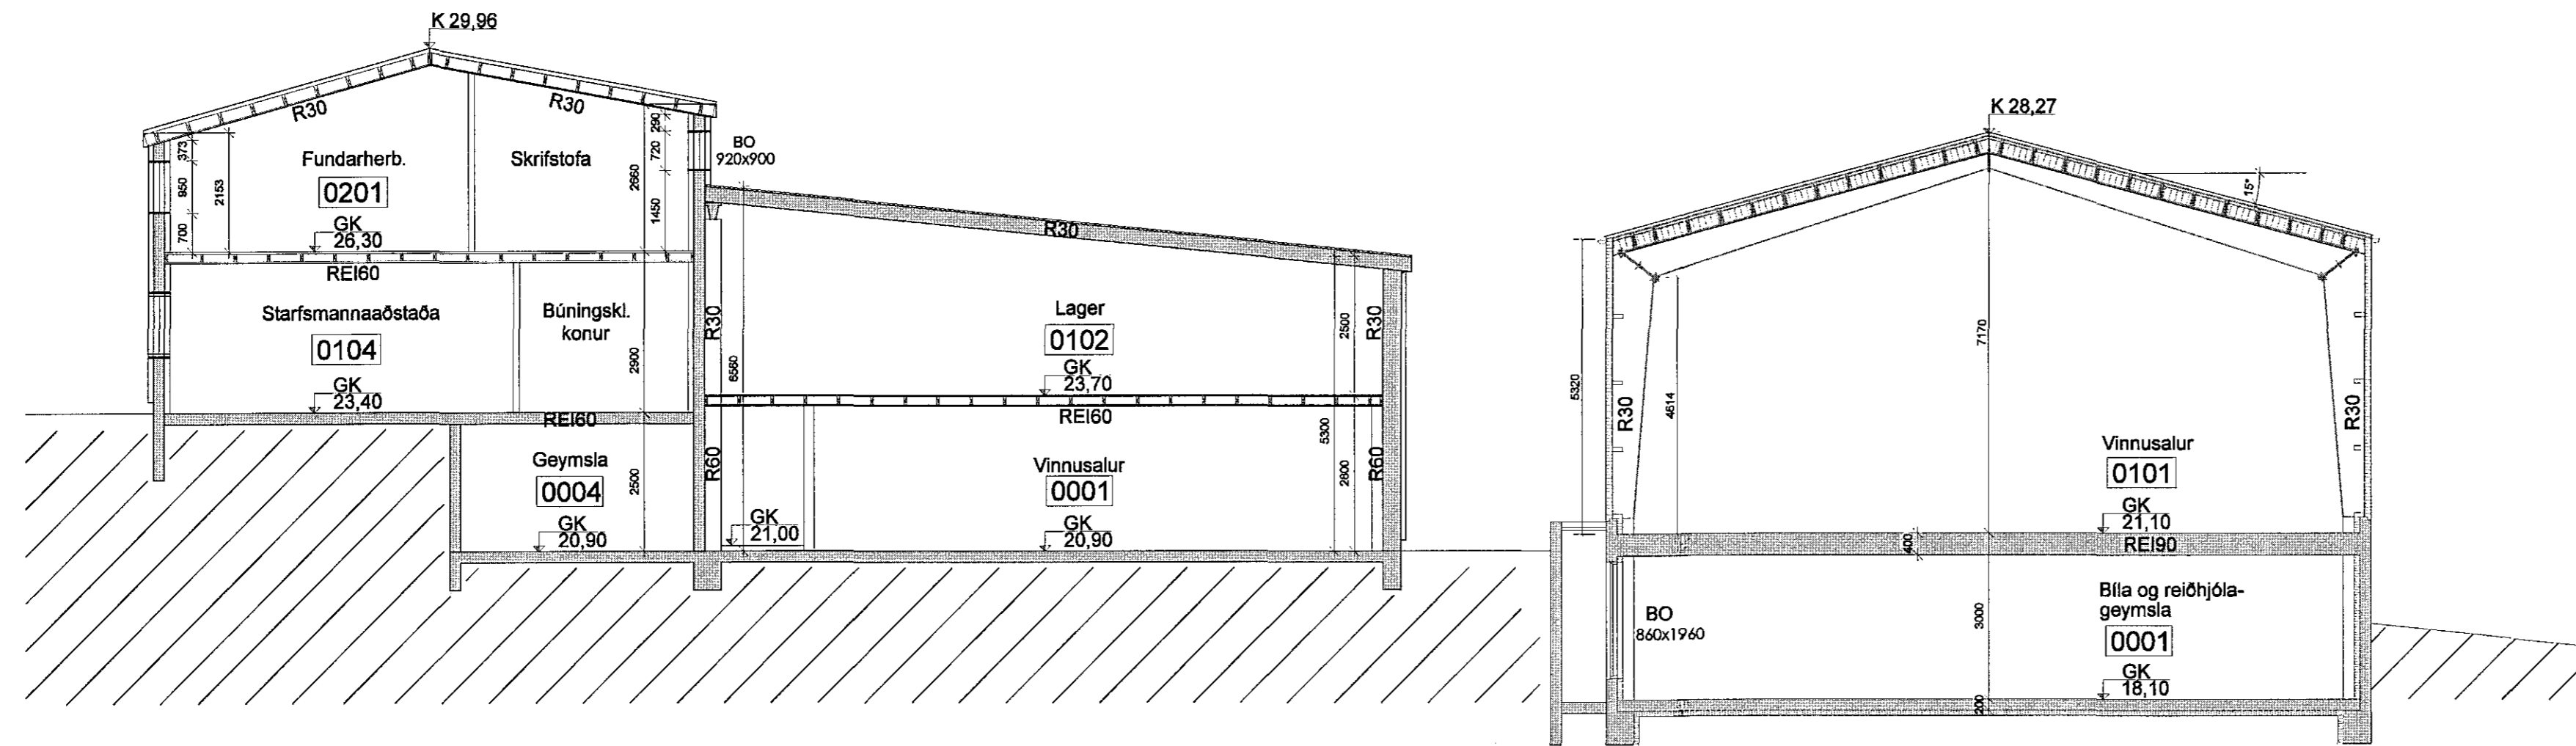 K 29,96
R30
R30
290
373
BO
920x900
720
Fundarherb.
Skrifstofa
0201
950
2153
2660
1450
700
GK
26,30
REI60
R30
Starfsmannaaðstaða
Búningskl.
konur
0104
R30
Lager
0102
2500
R30
2900
6560
GK
23,70
GK
23,40
REI60
REI60
5300
Geymsla
0004
2500
R60
Vinnusalur
0001
2800
R60
GK
20,90
GK
21,00
GK
20,90
K 28,27
15°
7170
5320
4614
R30
R30
Vinnusalur
0101
GK
21,10
400
REI90
BO
860x1960
3000
Bíla og reiðhjóla-
geymsla
0001
GK
18,10
200